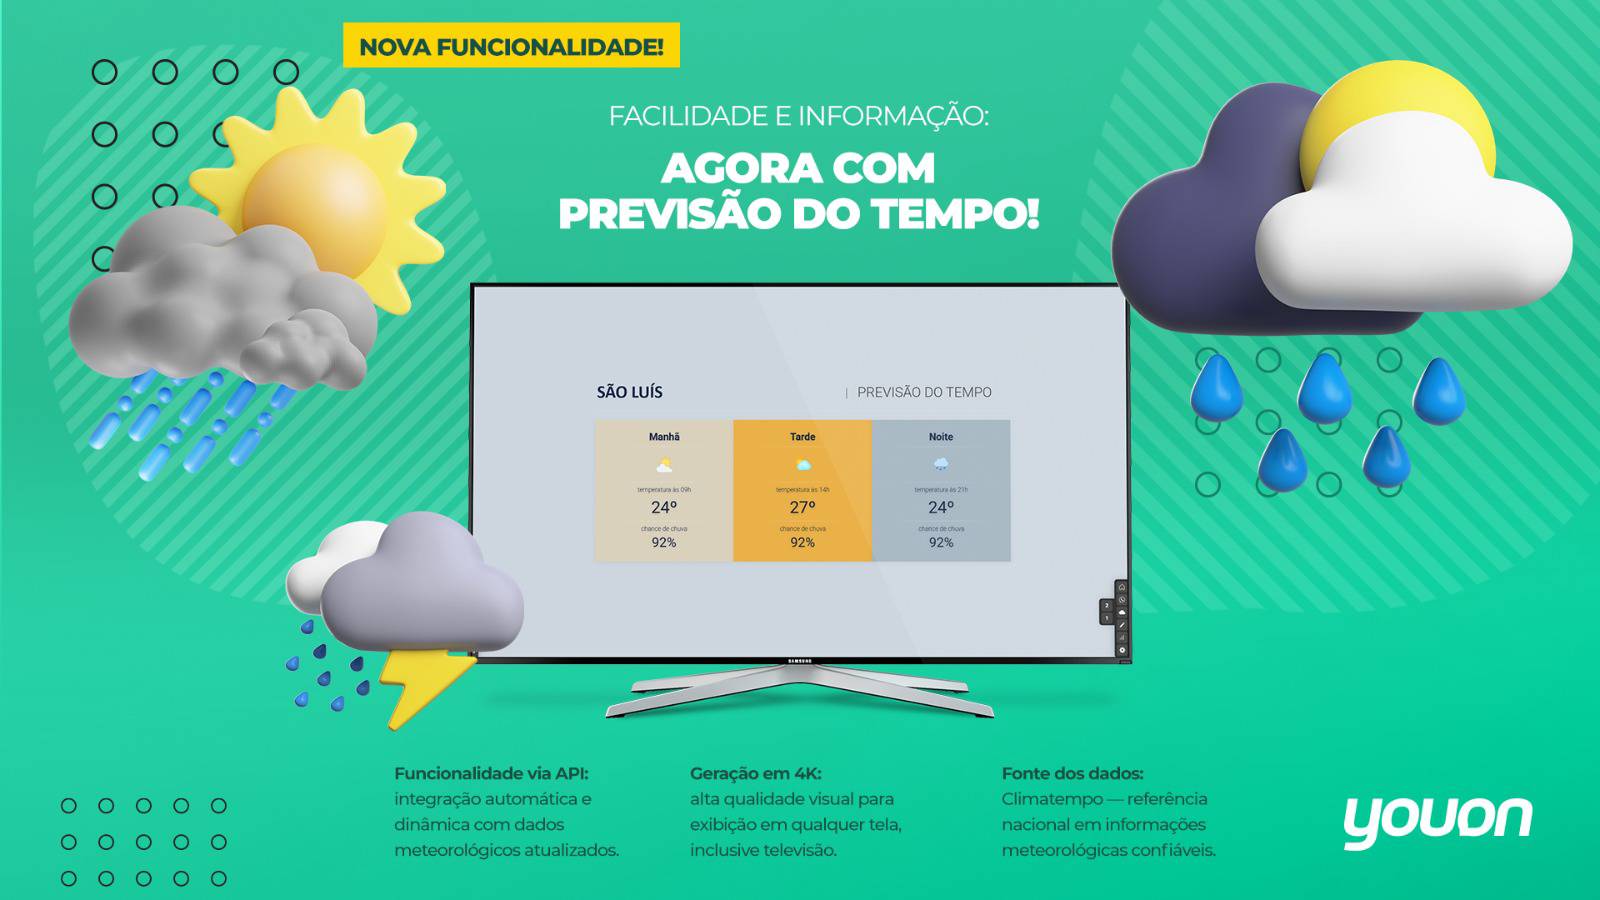 NOVA FUNCIONALIDADE!
FACILIDADE E INFORMAÇÃO:
AGORA COM
PREVISÃO DO TEMPO!
SÃO LUÍS
| PREVISÃO DO TEMPO
Manhã
temperatura às 09h
24º
chance de chuva
92%
Tarde
temperatura às 14h
27º
chance de chuva
92%
Noite
temperatura às 21h
24º
chance de chuva
92%
2
1
SAMSUNG
Funcionalidade via API:
integração automática e
dinâmica com dados
meteorológicos atualizados.
Geração em 4K:
alta qualidade visual para
exibição em qualquer tela,
inclusive televisão.
Fonte dos dados:
Climatempo — referência
nacional em informações
meteorológicas confiáveis.
youon